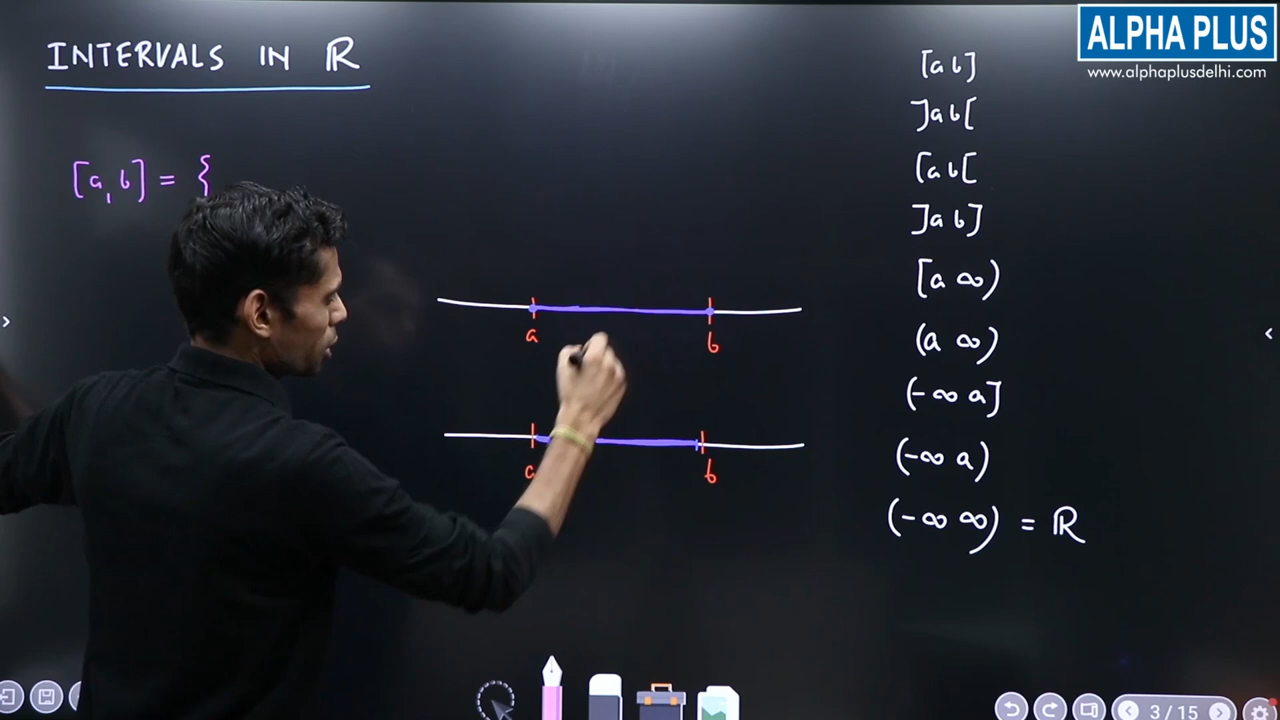 INTERVALS IN ℝ
[a, b] = {
a
b
a
b
[a b]
]a b[
[a b[
]a b]
[a ∞)
(a ∞)
(-∞ a]
(-∞ a)
(-∞ ∞) = ℝ
ALPHA PLUS
www.alphaplusdelhi.com
3/15